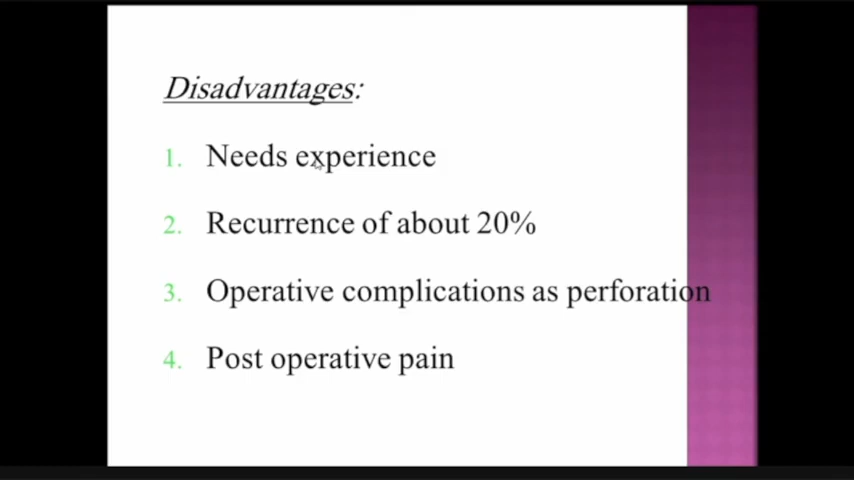 Disadvantages:
1. Needs experience
2. Recurrence of about 20%
3. Operative complications as perforation
4. Post operative pain